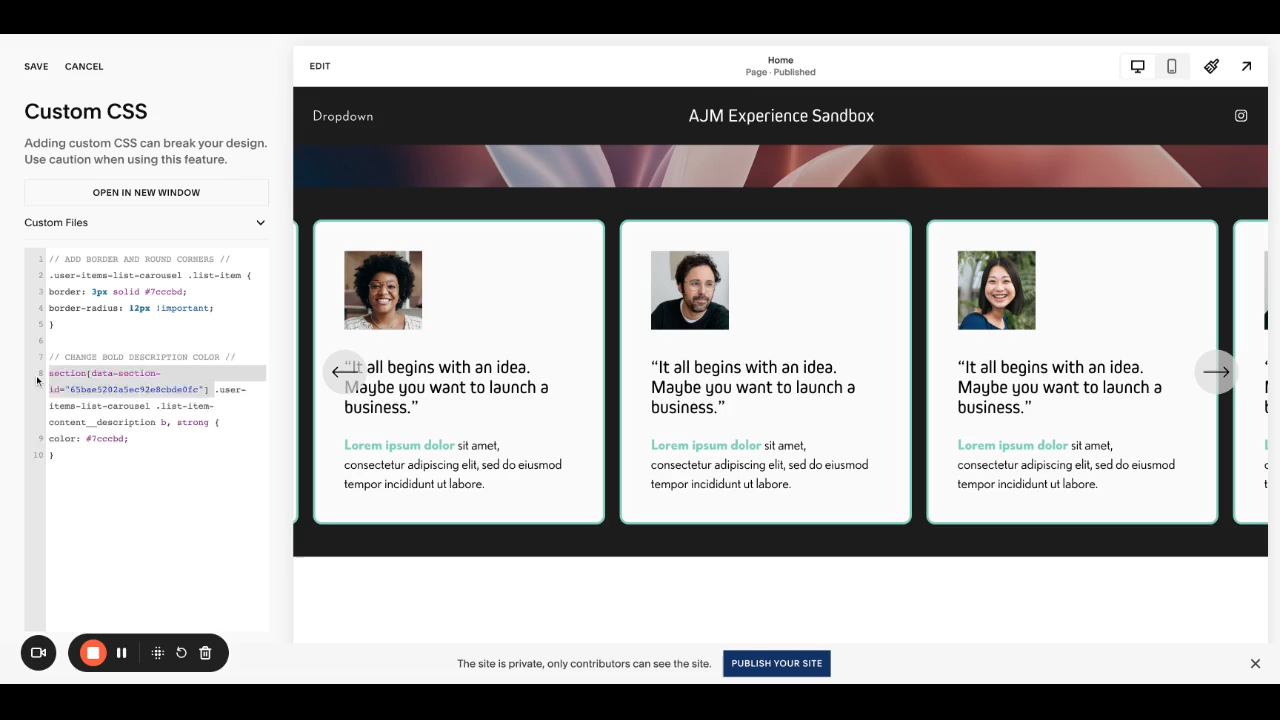 SAVE CANCEL
Custom CSS
Adding custom CSS can break your design.
Use caution when using this feature.
OPEN IN NEW WINDOW
Custom Files
1 // ADD BORDER AND ROUND CORNERS //
2 .user-items-list-carousel .list-item {
3 border: 3px solid #7cccbd;
4 border-radius: 12px !important;
5 }
6
7 // CHANGE BOLD DESCRIPTION COLOR //
8 section[data-section-
id="65bae5202a5ec92e8cbde0fc"] .user-
items-list-carousel .list-item-
content__description b, strong {
9 color: #7cccbd;
10 }
EDIT
Home
Page · Published
Dropdown
AJM Experience Sandbox
“It all begins with an idea.
Maybe you want to launch a
business.”
Lorem ipsum dolor sit amet,
consectetur adipiscing elit, sed do eiusmod
tempor incididunt ut labore.
“It all begins with an idea.
Maybe you want to launch a
business.”
Lorem ipsum dolor sit amet,
consectetur adipiscing elit, sed do eiusmod
tempor incididunt ut labore.
“It all begins with an idea.
Maybe you want to launch a
business.”
Lorem ipsum dolor sit amet,
consectetur adipiscing elit, sed do eiusmod
tempor incididunt ut labore.
The site is private, only contributors can see the site.
PUBLISH YOUR SITE